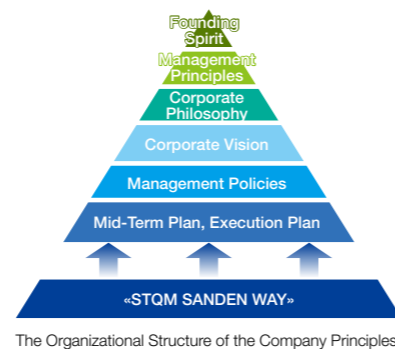 Founding
Spirit
Management
Principles
Corporate
Philosophy
Corporate Vision
Management Policies
Mid-Term Plan, Execution Plan
«STQM SANDEN WAY»
The Organizational Structure of the Company Principles